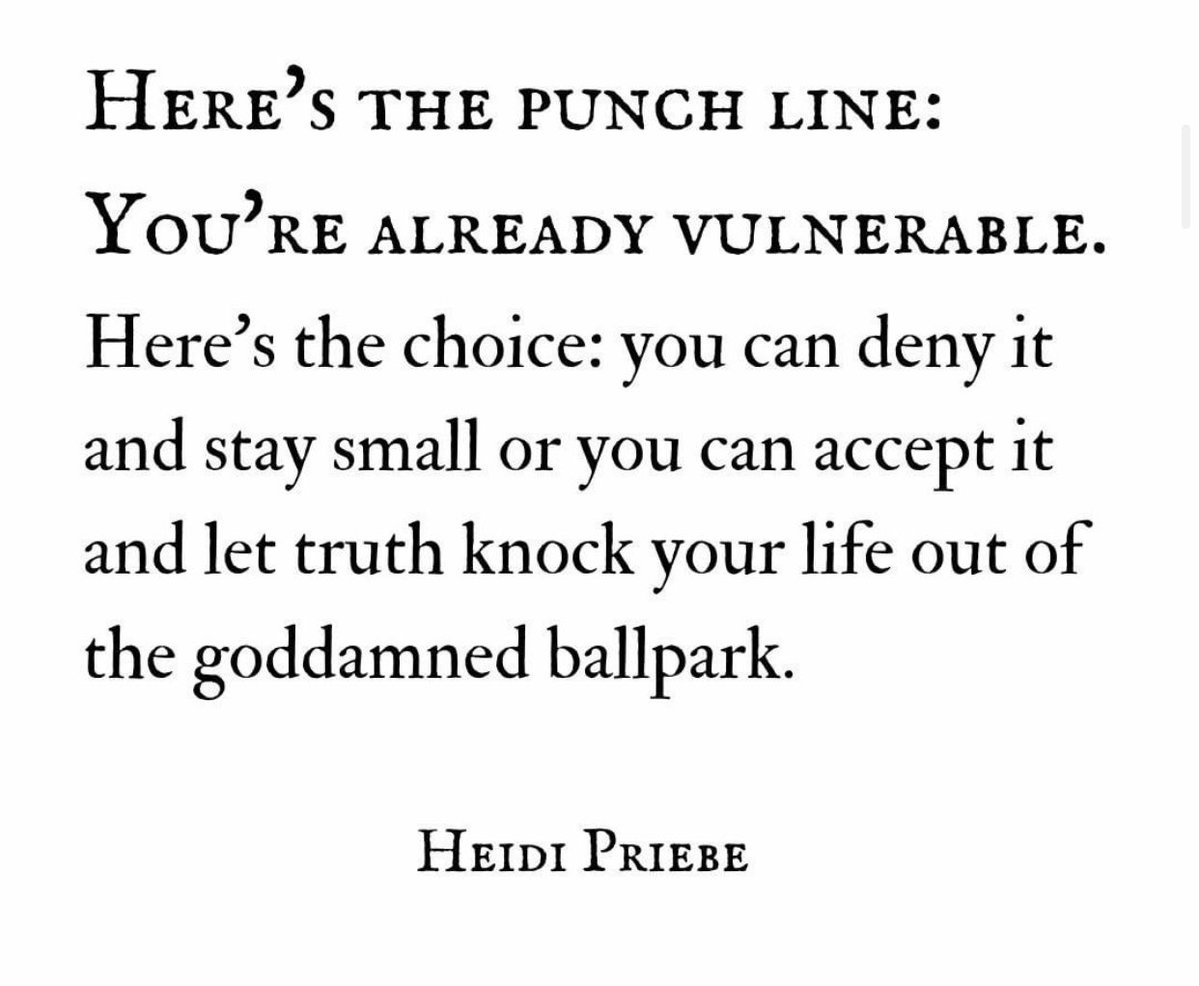 Here's the punch line:
You're already vulnerable.
Here's the choice: you can deny it
and stay small or you can accept it
and let truth knock your life out of
the goddamned ballpark.
Heidi Priebe